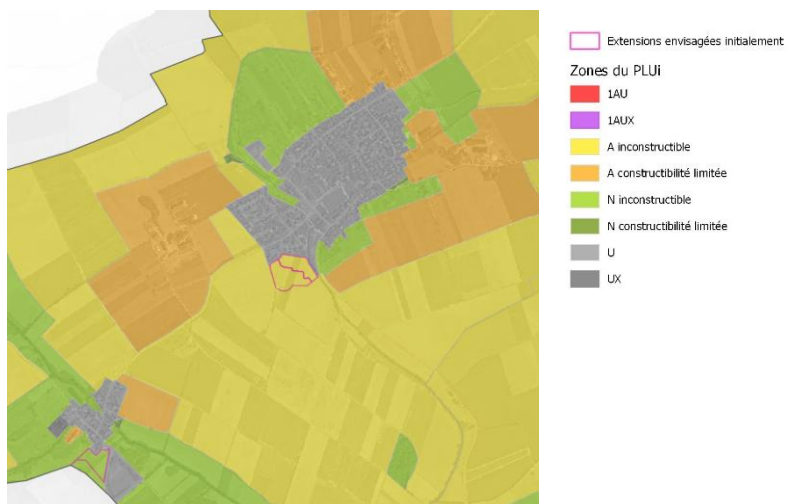 Extensions envisagées initialement
Zones du PLUi
1AU
1AUX
A inconstructible
A constructibilité limitée
N inconstructible
N constructibilité limitée
U
UX